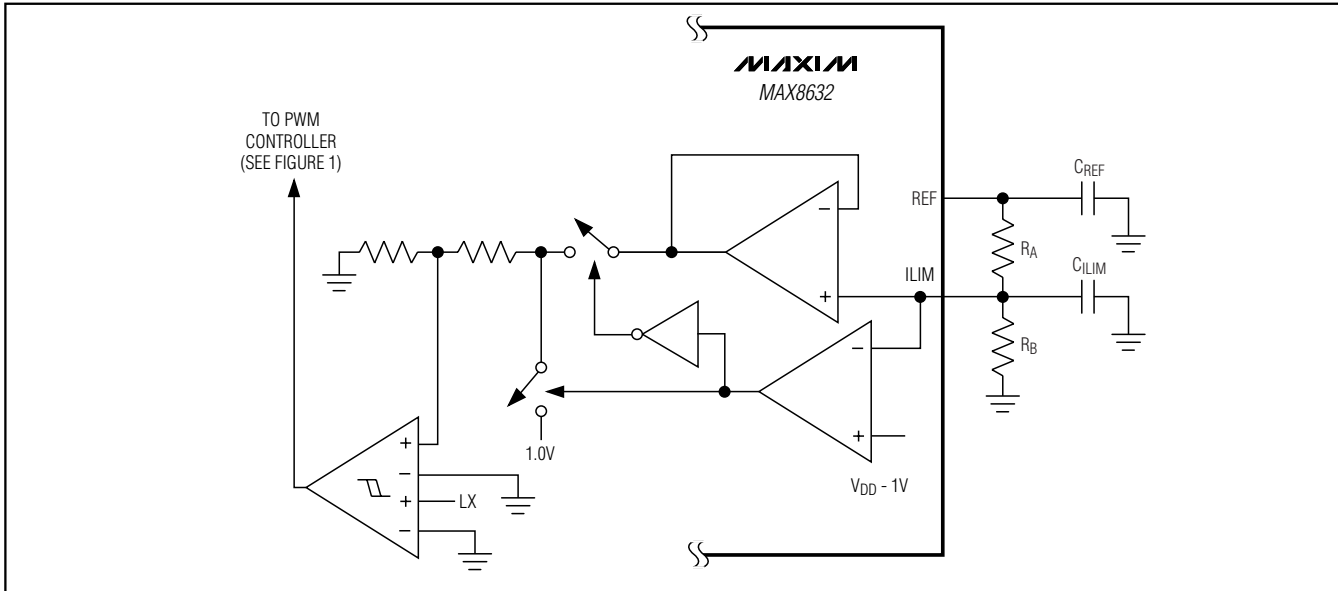 MAXIM
MAX8632
TO PWM
CONTROLLER
(SEE FIGURE 1)
CREF
REF
−
RA
ILIM
CILIM
+
−
RB
+
1.0V
VDD - 1V
+
−
+
LX
−